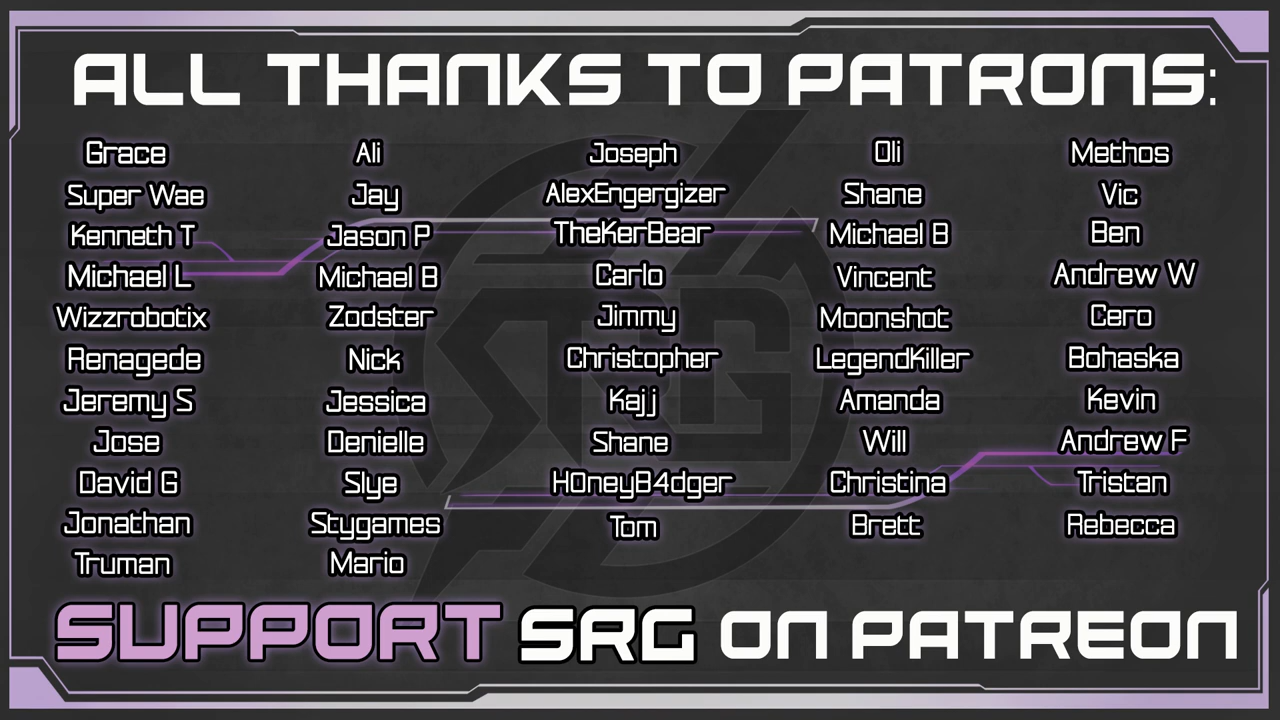 ALL THANKS TO PATRONS:
Grace Ali Joseph Oli Methos
Super Wae Jay AlexEngergizer Shane Vic
Kenneth T Jason P TheKerBear Michael B Ben
Michael L Michael B Carlo Vincent Andrew W
Wizzrobotix Zodster Jimmy Moonshot Cero
Renagede Nick Christopher LegendKiller Bohaska
Jeremy S Jessica Kajj Amanda Kevin
Jose Denielle Shane Will Andrew F
David G Slye H0neyB4dger Christina Tristan
Jonathan Stygames Tom Brett Rebecca
Truman Mario
SUPPORT SRG ON PATREON